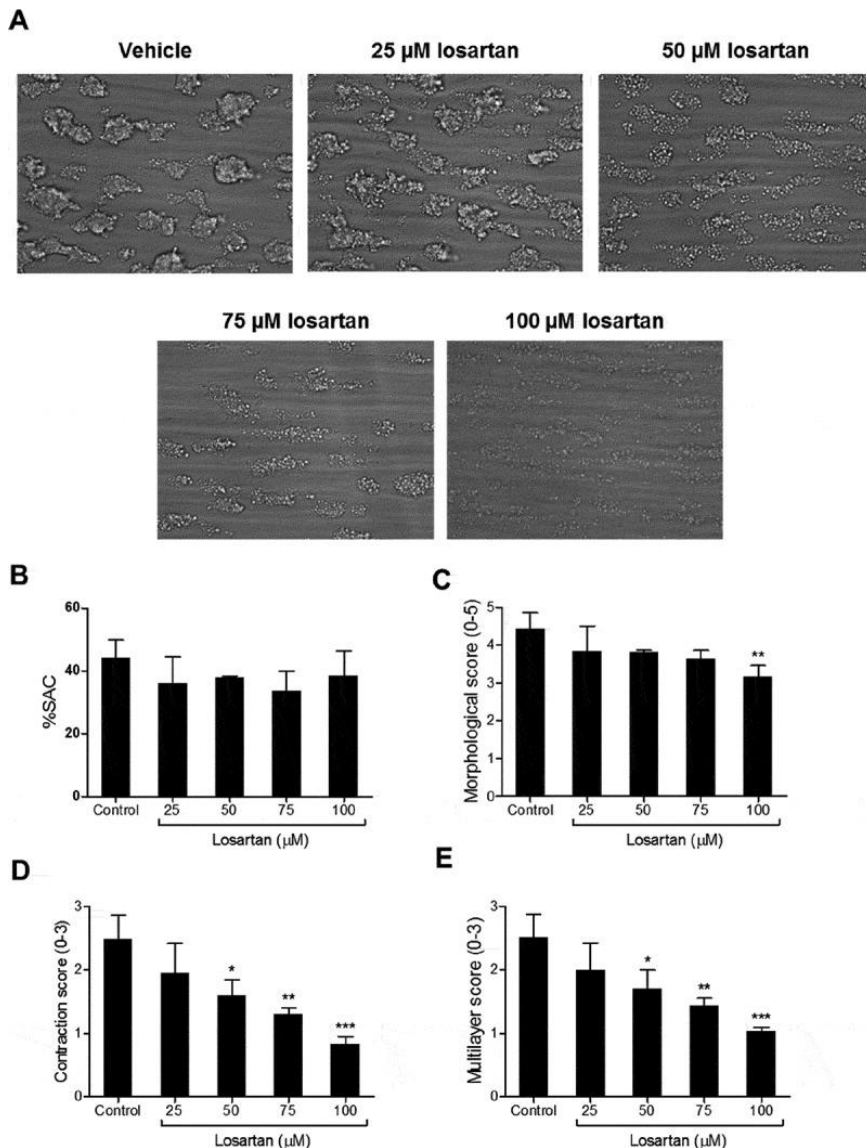 A
Vehicle 25 µM losartan 50 µM losartan
75 µM losartan 100 µM losartan
B
60
40
20
0
%SAC
Control 25 50 75 100
Losartan (µM)
C
5
4
3
2
1
0
Morphological score (0-5)
**
Control 25 50 75 100
Losartan (µM)
D
3
2
1
0
Contraction score (0-3)
* ** ***
Control 25 50 75 100
Losartan (µM)
E
3
2
1
0
Multilayer score (0-3)
* ** ***
Control 25 50 75 100
Losartan (µM)